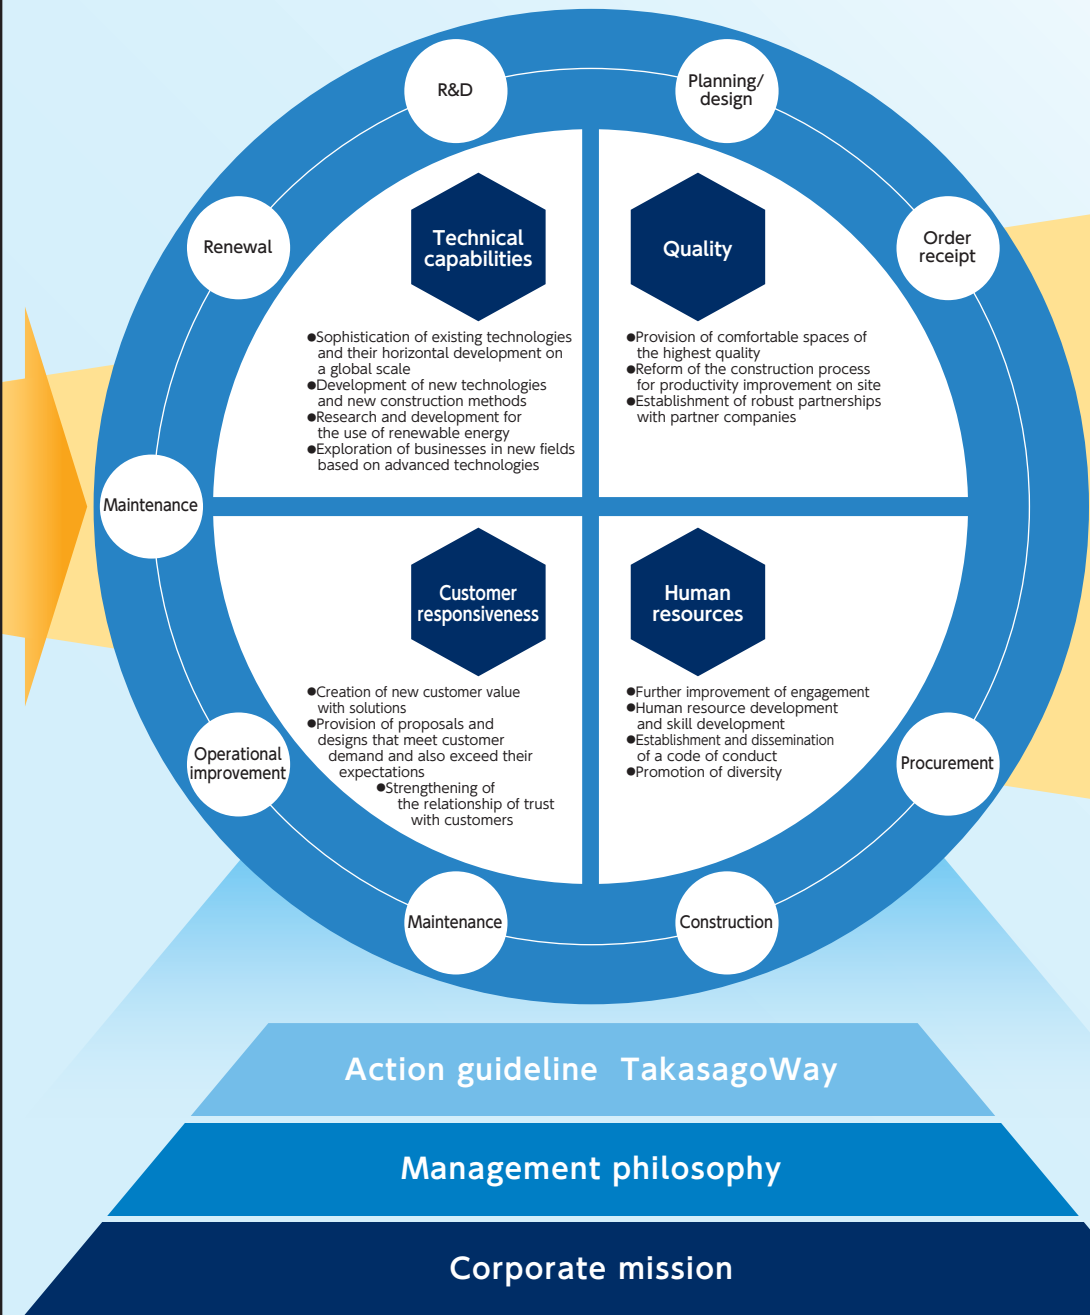 R&D
Planning/
design
Renewal
Order
receipt
Technical
capabilities
●Sophistication of existing technologies
and their horizontal development on
a global scale
●Development of new technologies
and new construction methods
●Research and development for
the use of renewable energy
●Exploration of businesses in new fields
based on advanced technologies
Quality
●Provision of comfortable spaces of
the highest quality
●Reform of the construction process
for productivity improvement on site
●Establishment of robust partnerships
with partner companies
Maintenance
Customer
responsiveness
●Creation of new customer value
with solutions
●Provision of proposals and
designs that meet customer
demand and also exceed their
expectations
●Strengthening of
the relationship of trust
with customers
Human
resources
●Further improvement of engagement
●Human resource development
and skill development
●Establishment and dissemination
of a code of conduct
●Promotion of diversity
Operational
improvement
Procurement
Maintenance
Construction
Action guideline TakasagoWay
Management philosophy
Corporate mission